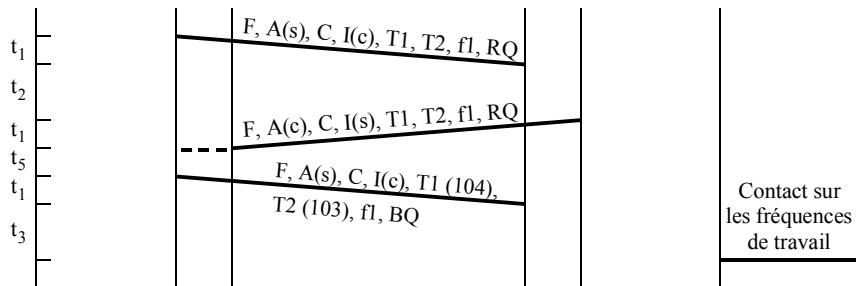 F, A(s), C, I(c), T1, T2, f1, RQ
t1
t2
F, A(c), C, I(s), T1, T2, f1, RQ
t1
t5
F, A(s), C, I(c), T1 (104),
T2 (103), f1, BQ
t1
t3
Contact sur
les fréquences
de travail